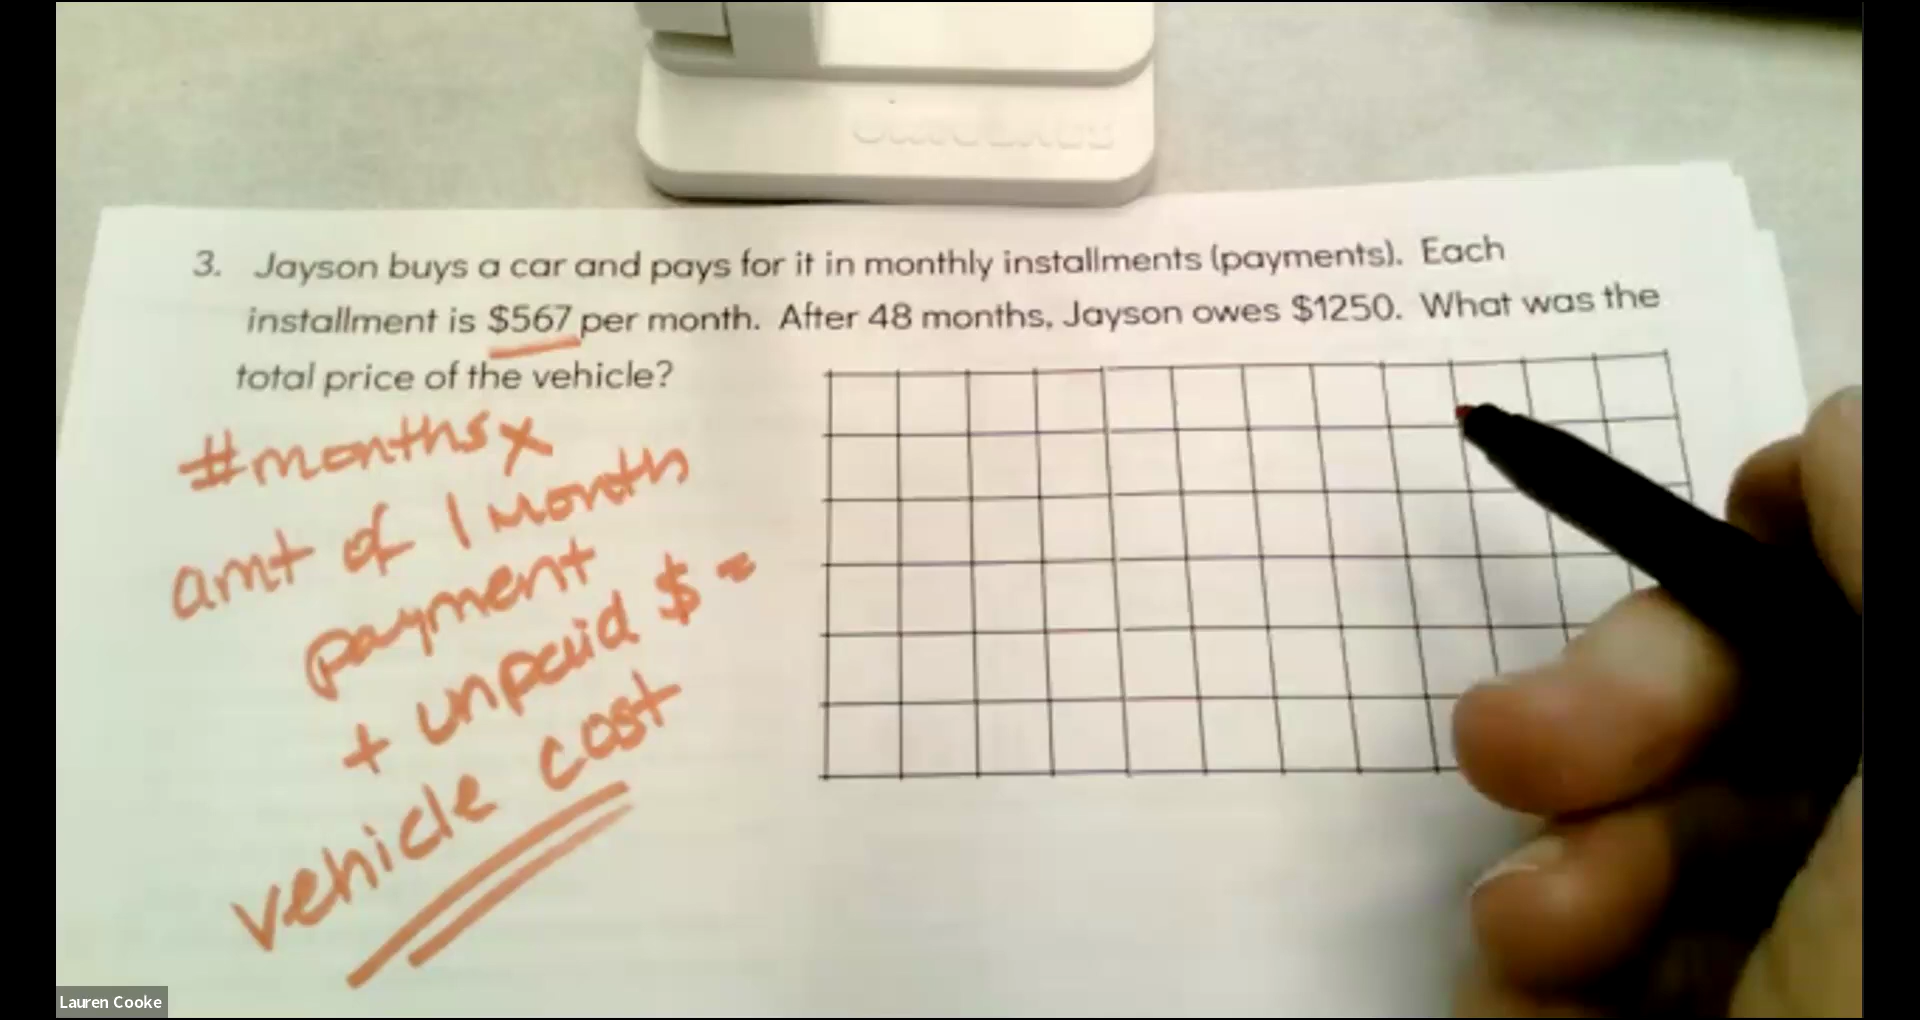 3. Jayson buys a car and pays for it in monthly installments (payments). Each
installment is $567 per month. After 48 months, Jayson owes $1250. What was the
total price of the vehicle?
#months x
amt of 1 month
payment
+ unpaid $ =
vehicle cost
Lauren Cooke